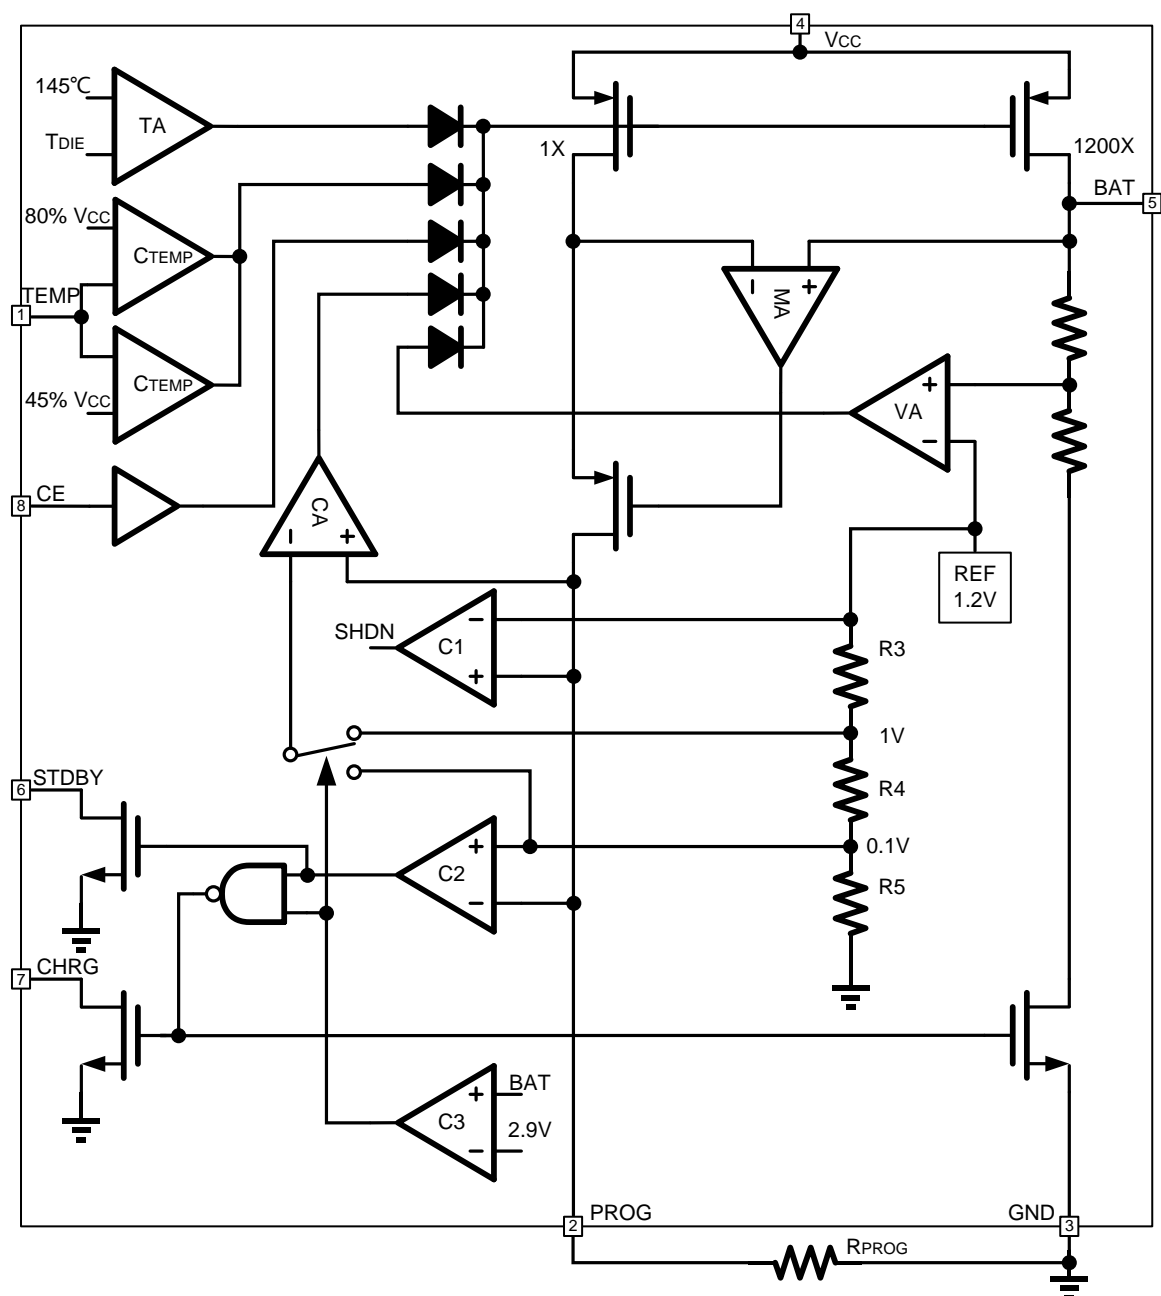 4
VCC
145℃
TA
TDIE
1X
1200X
BAT
5
80% VCC
CTEMP
TEMP
1
− +
MA
CTEMP
45% VCC
+
VA
−
8
CE
CA
− +
REF
1.2V
SHDN
−
C1
+
R3
1V
6
STDBY
R4
+
C2
−
0.1V
R5
7
CHRG
+
C3
−
BAT
2.9V
2
PROG
GND
3
RPROG